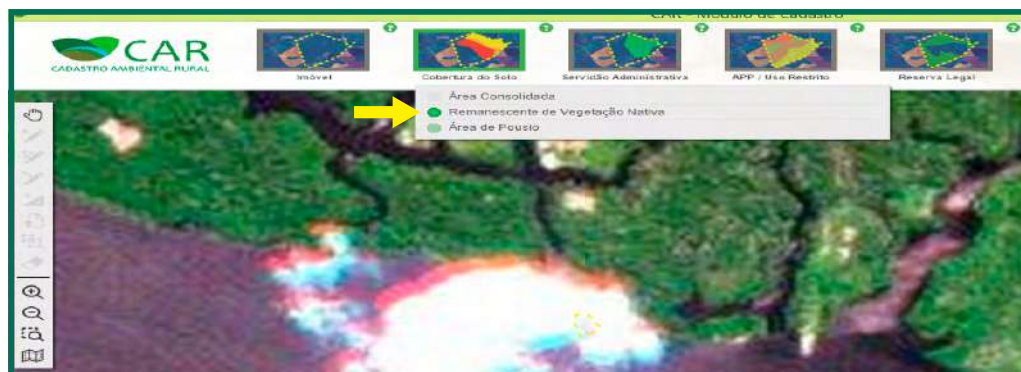 CAR - Módulo de Cadastro
CAR
CADASTRO AMBIENTAL RURAL
Imóvel
Cobertura do Solo
Servidão Administrativa
APP / Uso Restrito
Reserva Legal
Área Consolidada
Remanescente de Vegetação Nativa
Área de Pousio